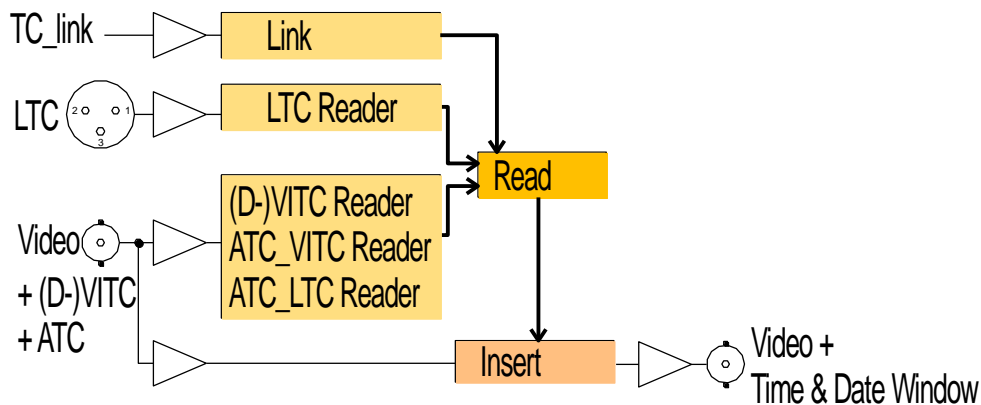 TC_link
Link
LTC
2
1
3
LTC Reader
Read
(D-)VITC Reader
ATC_VITC Reader
ATC_LTC Reader
Video
+ (D-)VITC
+ ATC
Insert
Video +
Time & Date Window